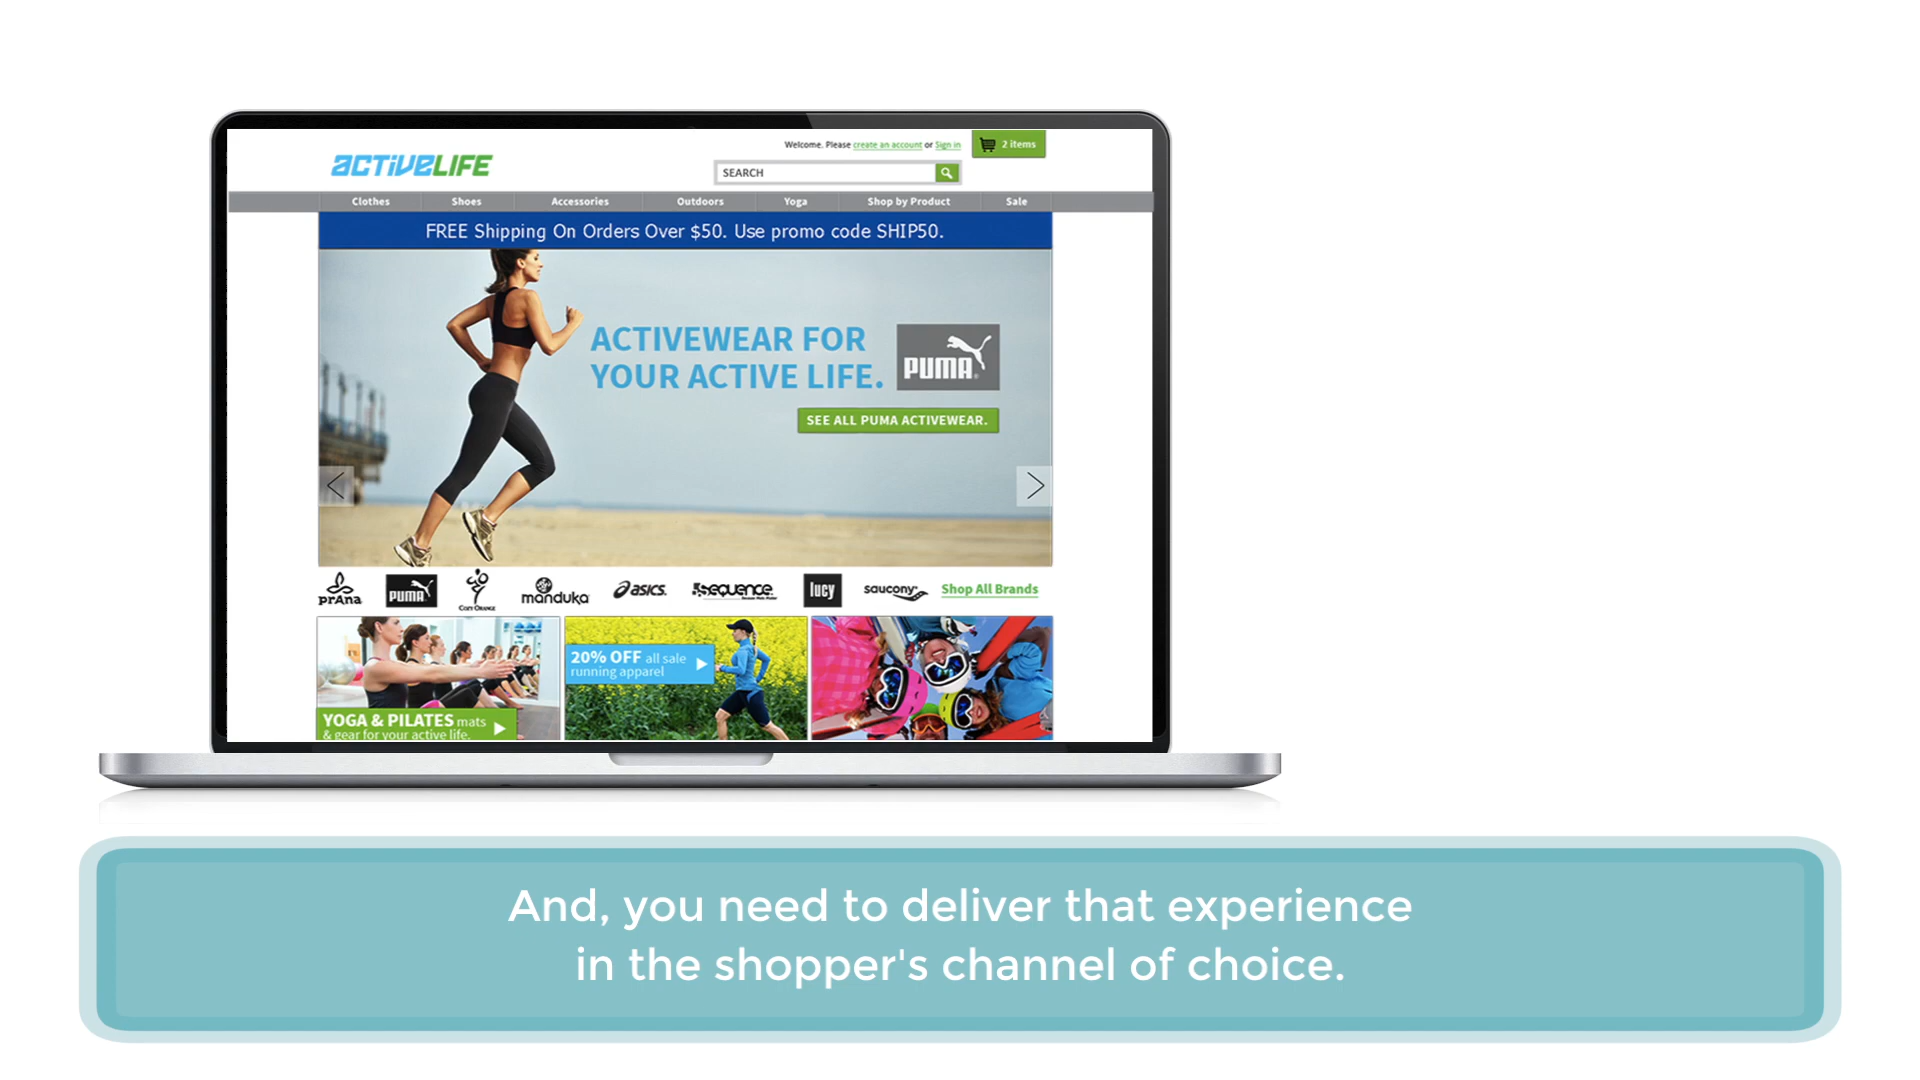 Welcome. Please create an account or Sign in
2 items
ACTIVELIFE
SEARCH
Clothes Shoes Accessories Outdoors Yoga Shop by Product Sale
FREE Shipping On Orders Over $50. Use promo code SHIP50.
ACTIVEWEAR FOR
YOUR ACTIVE LIFE.
PUMA
SEE ALL PUMA ACTIVEWEAR.
prAna PUMA COZY ORANGE manduka asics. sequence. lucy saucony Shop All Brands
YOGA & PILATES mats
& gear for your active life.
20% OFF all sale
running apparel
And, you need to deliver that experience
in the shopper's channel of choice.